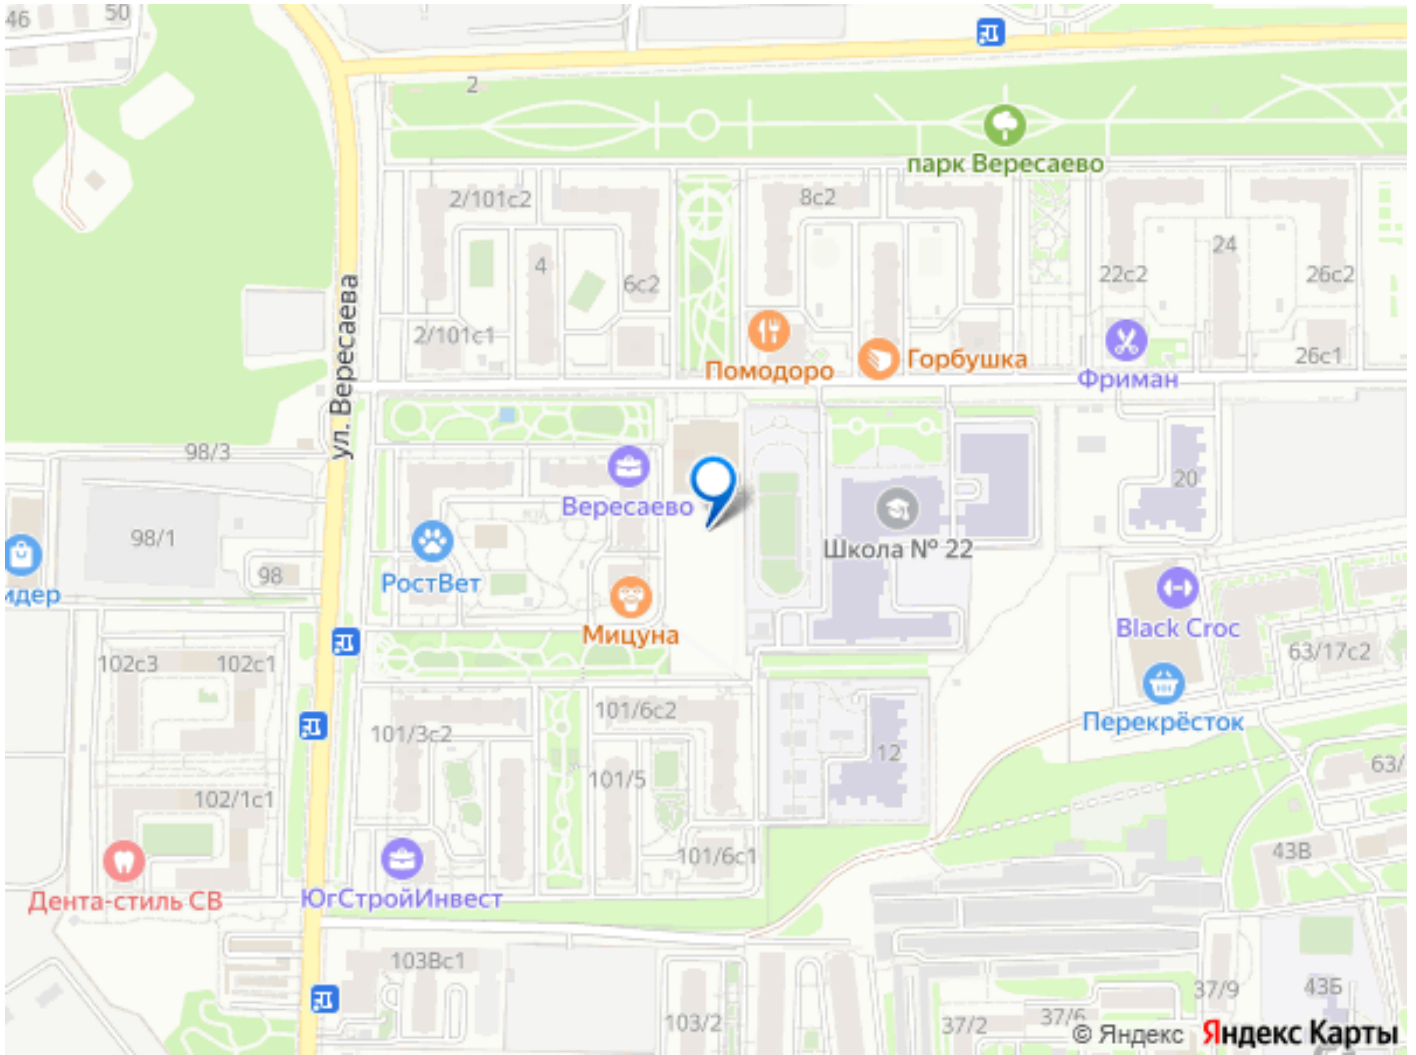 46
50
2
парк Вересаево
2/101с2
8с2
4
6с2
24
22с2
26с2
2/101с1
Помодоро
Горбушка
26с1
Фриман
ул. Вересаева
98/3
Вересаево
20
98/1
Школа № 22
98
РостВет
идер
Мицуна
Black Croc
102с3
102с1
63/17с2
101/6с2
Перекрёсток
101/3с2
12
101/5
63/
102/1с1
101/6с1
43В
Дента-стиль СВ
ЮгСтройИнвест
103Вс1
37/9
43Б
103/2
37/2
37/6
© Яндекс Яндекс Карты